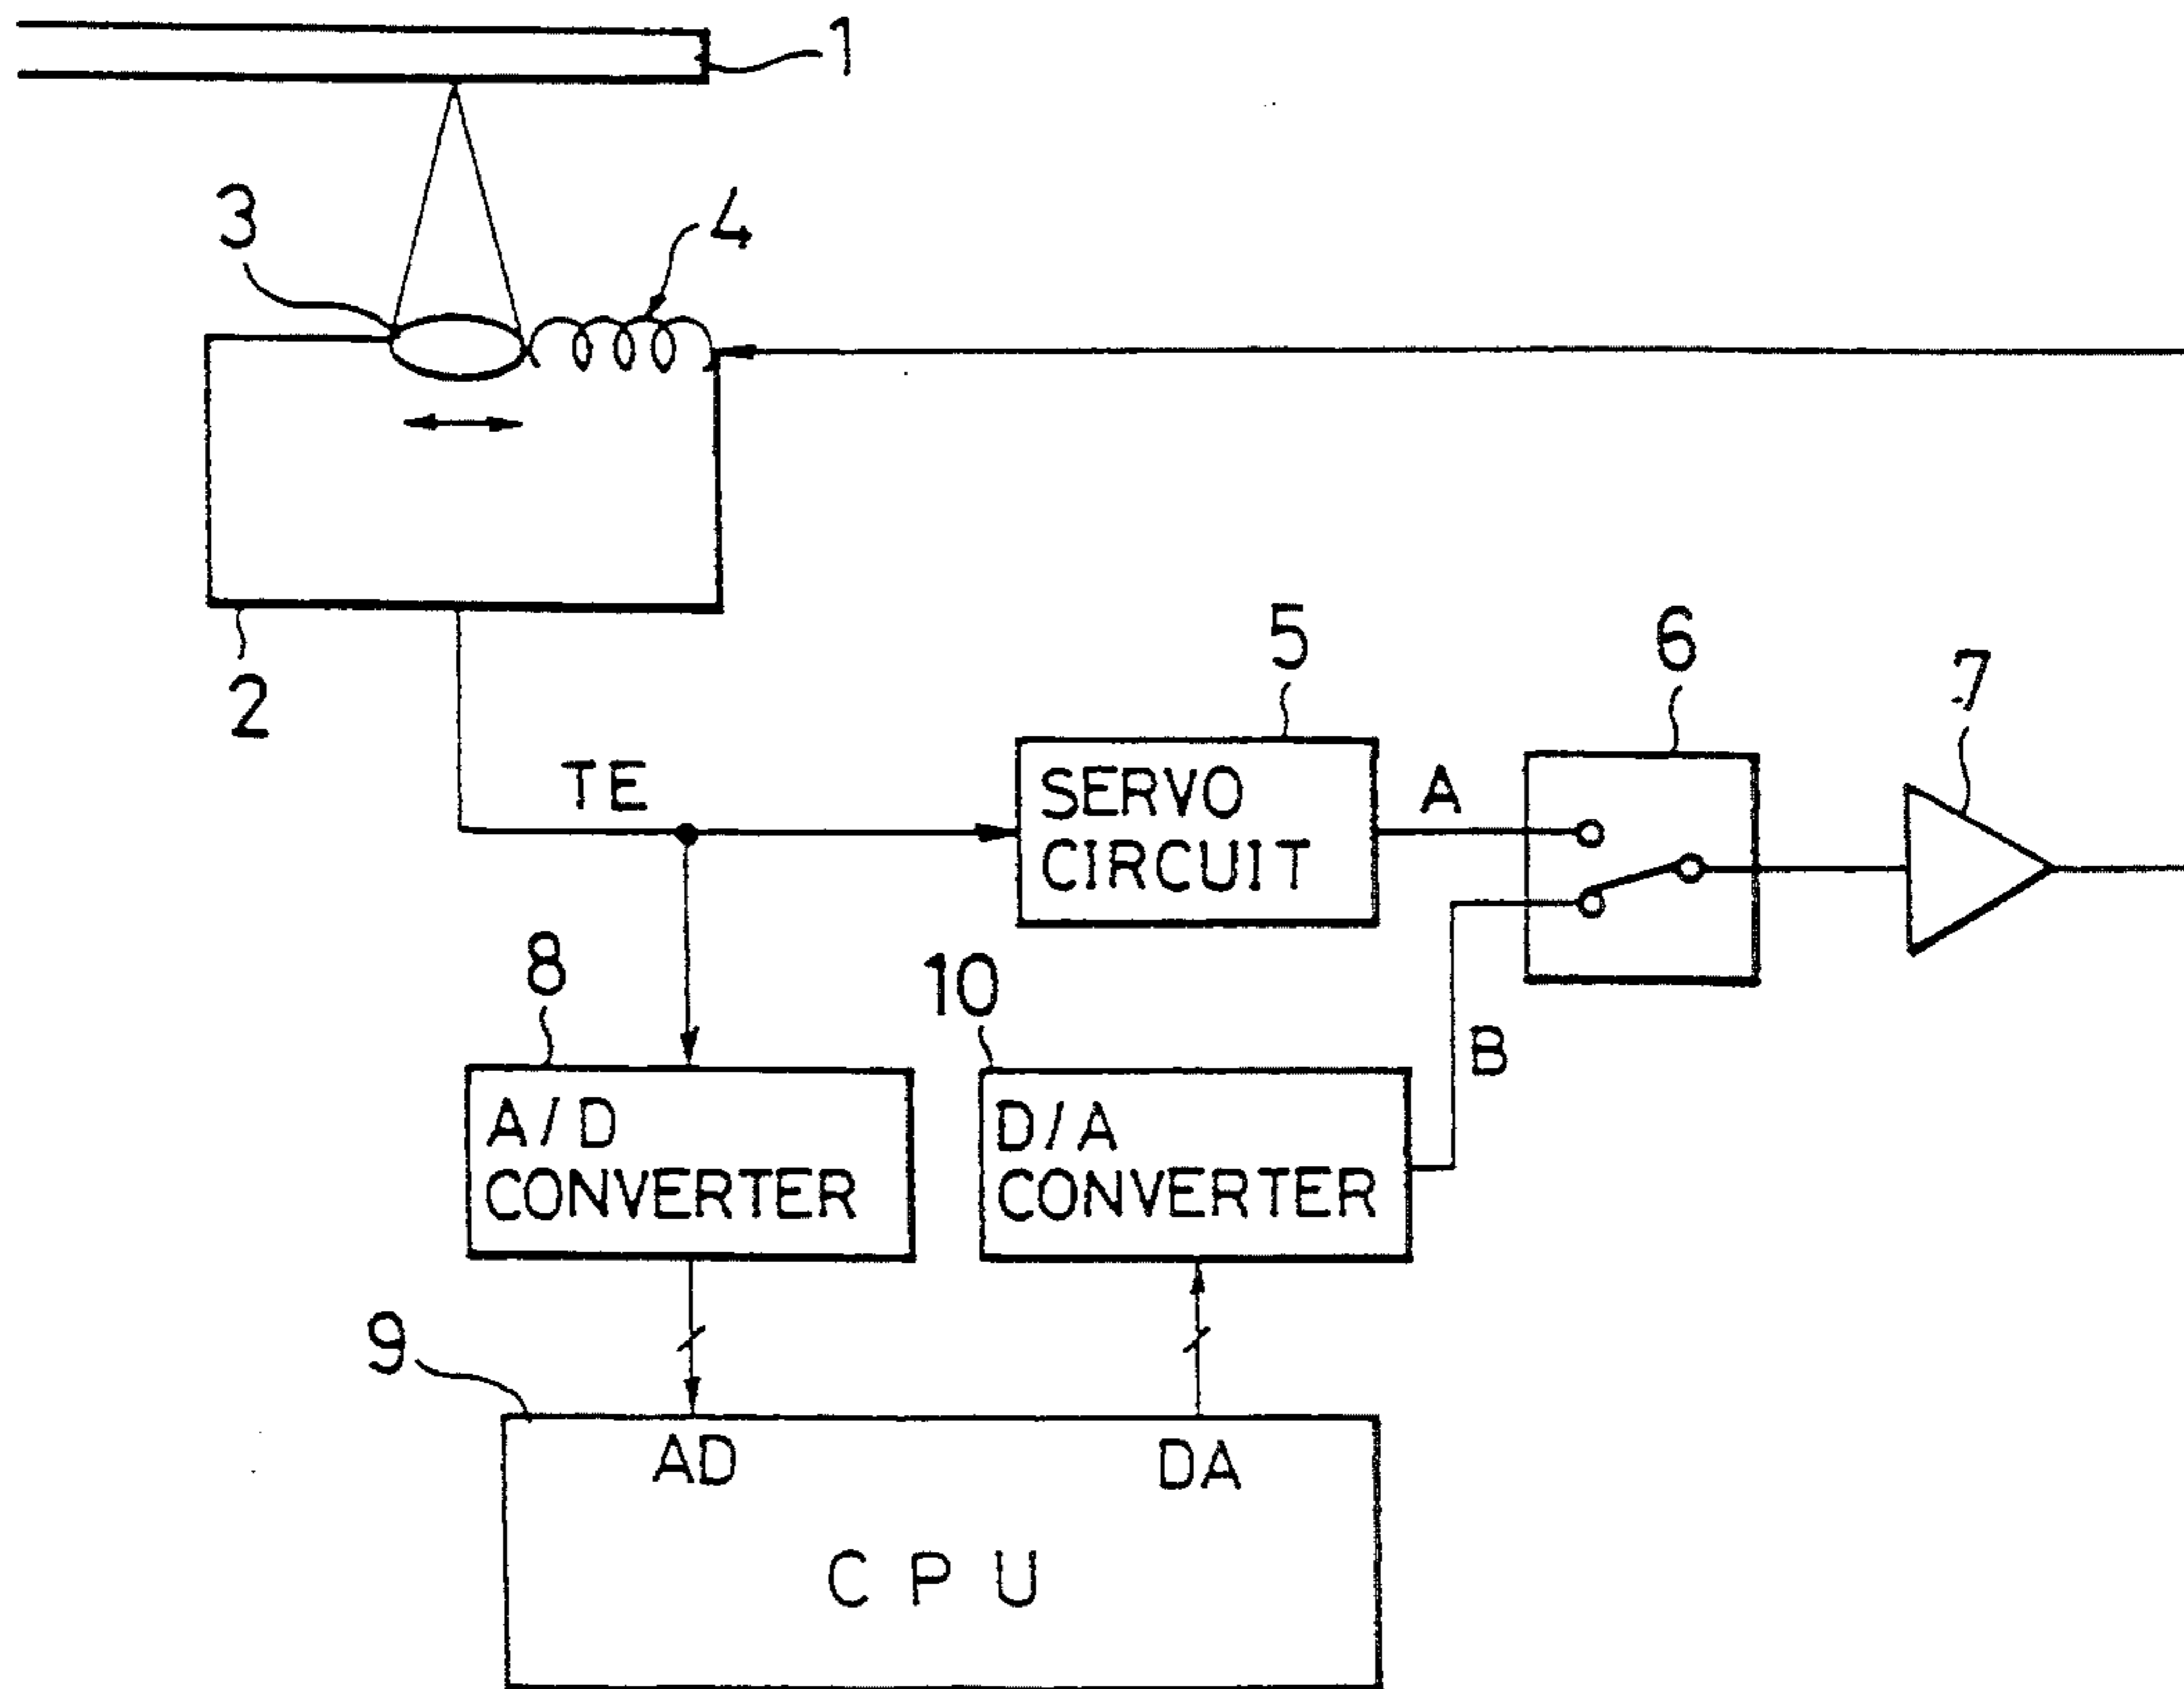 1
3
4
2
5
6
7
TE
SERVO
CIRCUIT
A
8
10
B
A/D
CONVERTER
D/A
CONVERTER
9
AD
DA
CPU